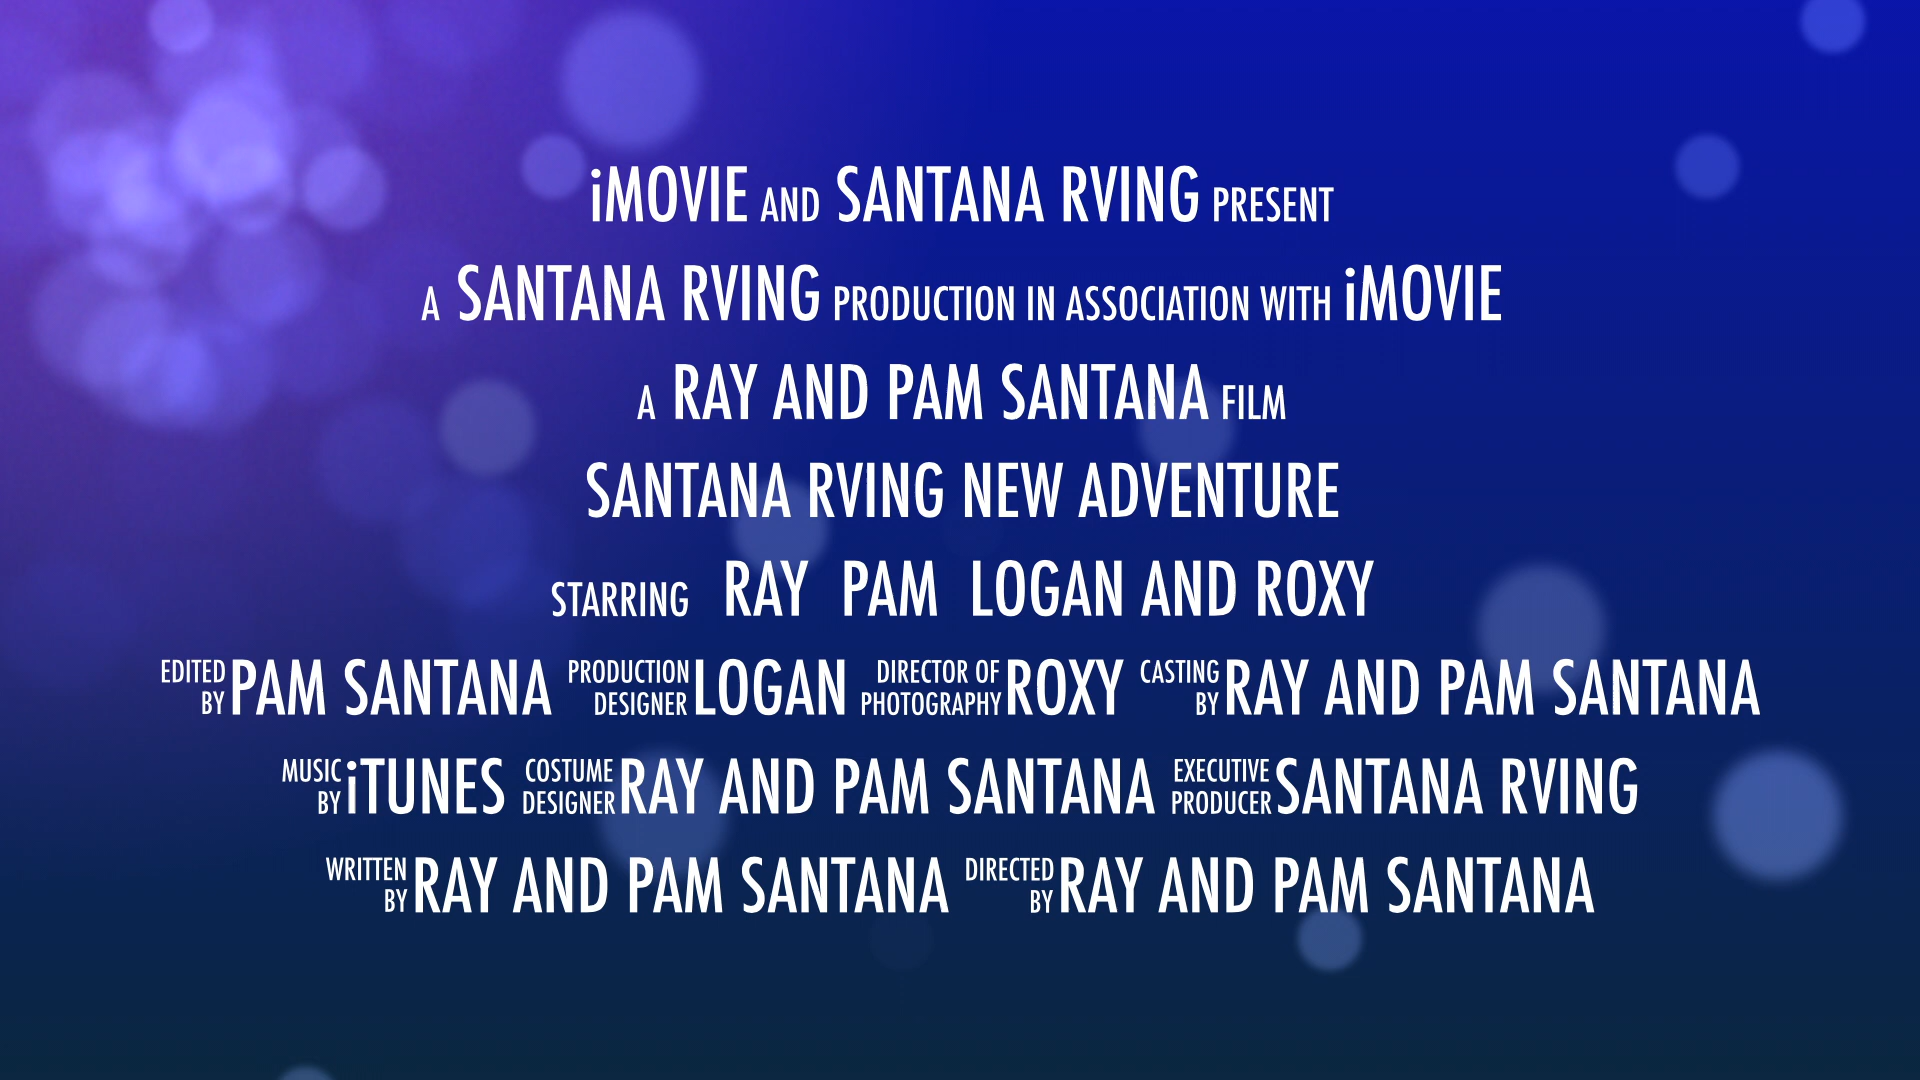 iMOVIE AND SANTANA RVING PRESENT
A SANTANA RVING PRODUCTION IN ASSOCIATION WITH iMOVIE
A RAY AND PAM SANTANA FILM
SANTANA RVING NEW ADVENTURE
STARRING RAY PAM LOGAN AND ROXY
EDITED BY PAM SANTANA PRODUCTION DESIGNER LOGAN DIRECTOR OF PHOTOGRAPHY ROXY CASTING BY RAY AND PAM SANTANA
MUSIC BY iTUNES COSTUME DESIGNER RAY AND PAM SANTANA EXECUTIVE PRODUCER SANTANA RVING
WRITTEN BY RAY AND PAM SANTANA DIRECTED BY RAY AND PAM SANTANA